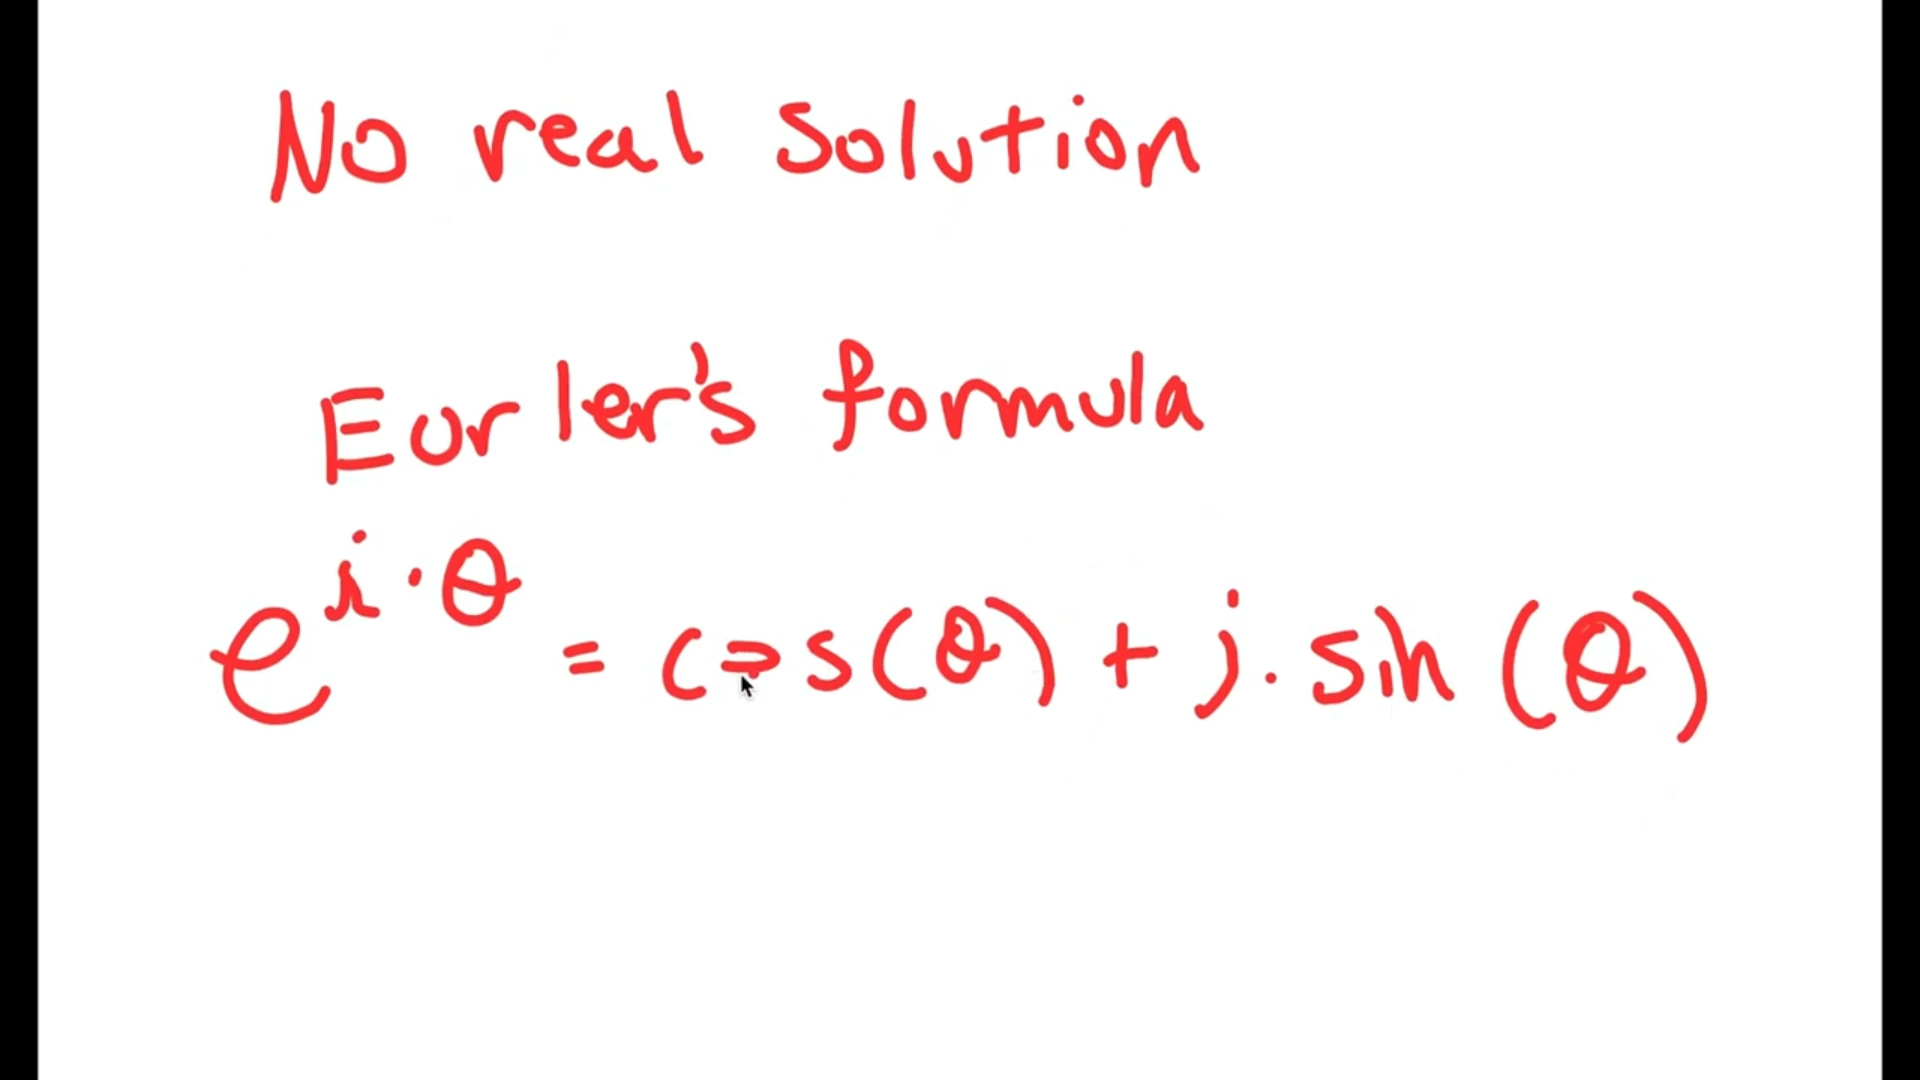 No real solution
Eurler's formula
e^{i·θ} = cos(θ) + j·sin(θ)